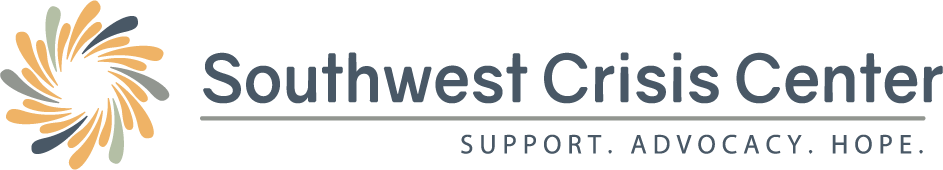 Southwest Crisis Center
SUPPORT. ADVOCACY. HOPE.